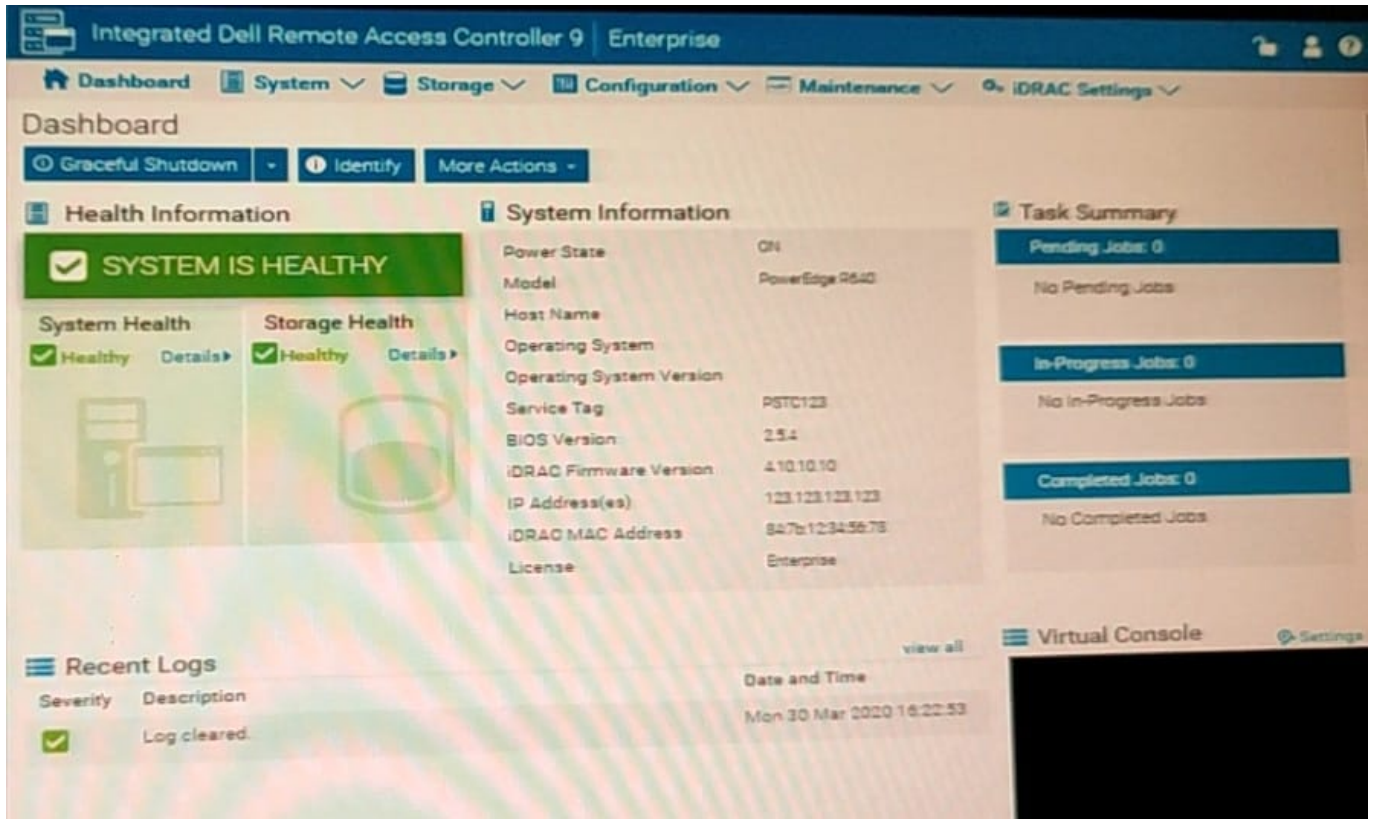 Integrated Dell Remote Access Controller 9 | Enterprise
Dashboard System Storage Configuration Maintenance iDRAC Settings
Dashboard
Graceful Shutdown Identify More Actions
Health Information
SYSTEM IS HEALTHY
System Health Storage Health
Healthy Details Healthy Details
System Information
Power State ON
Model PowerEdge R640
Host Name
Operating System
Operating System Version
Service Tag PSTC123
BIOS Version 2.5.4
iDRAC Firmware Version 4.10.10.10
IP Address(es) 123.123.123.123
iDRAC MAC Address 84:7b:12:34:56:78
License Enterprise
Task Summary
Pending Jobs: 0
No Pending Jobs
In-Progress Jobs: 0
No In-Progress Jobs
Completed Jobs: 0
No Completed Jobs
Recent Logs view all
Severity Description Date and Time
Log cleared. Mon 30 Mar 2020 16:22:53
Virtual Console Settings